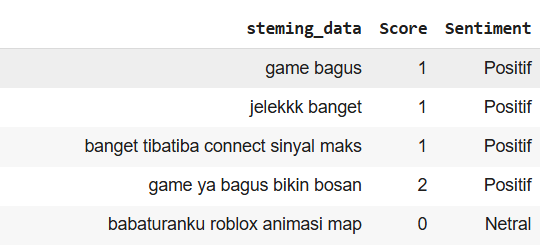 steming_data Score Sentiment
game bagus 1 Positif
jelekkk banget 1 Positif
banget tibatiba connect sinyal maks 1 Positif
game ya bagus bikin bosan 2 Positif
babaturanku roblox animasi map 0 Netral